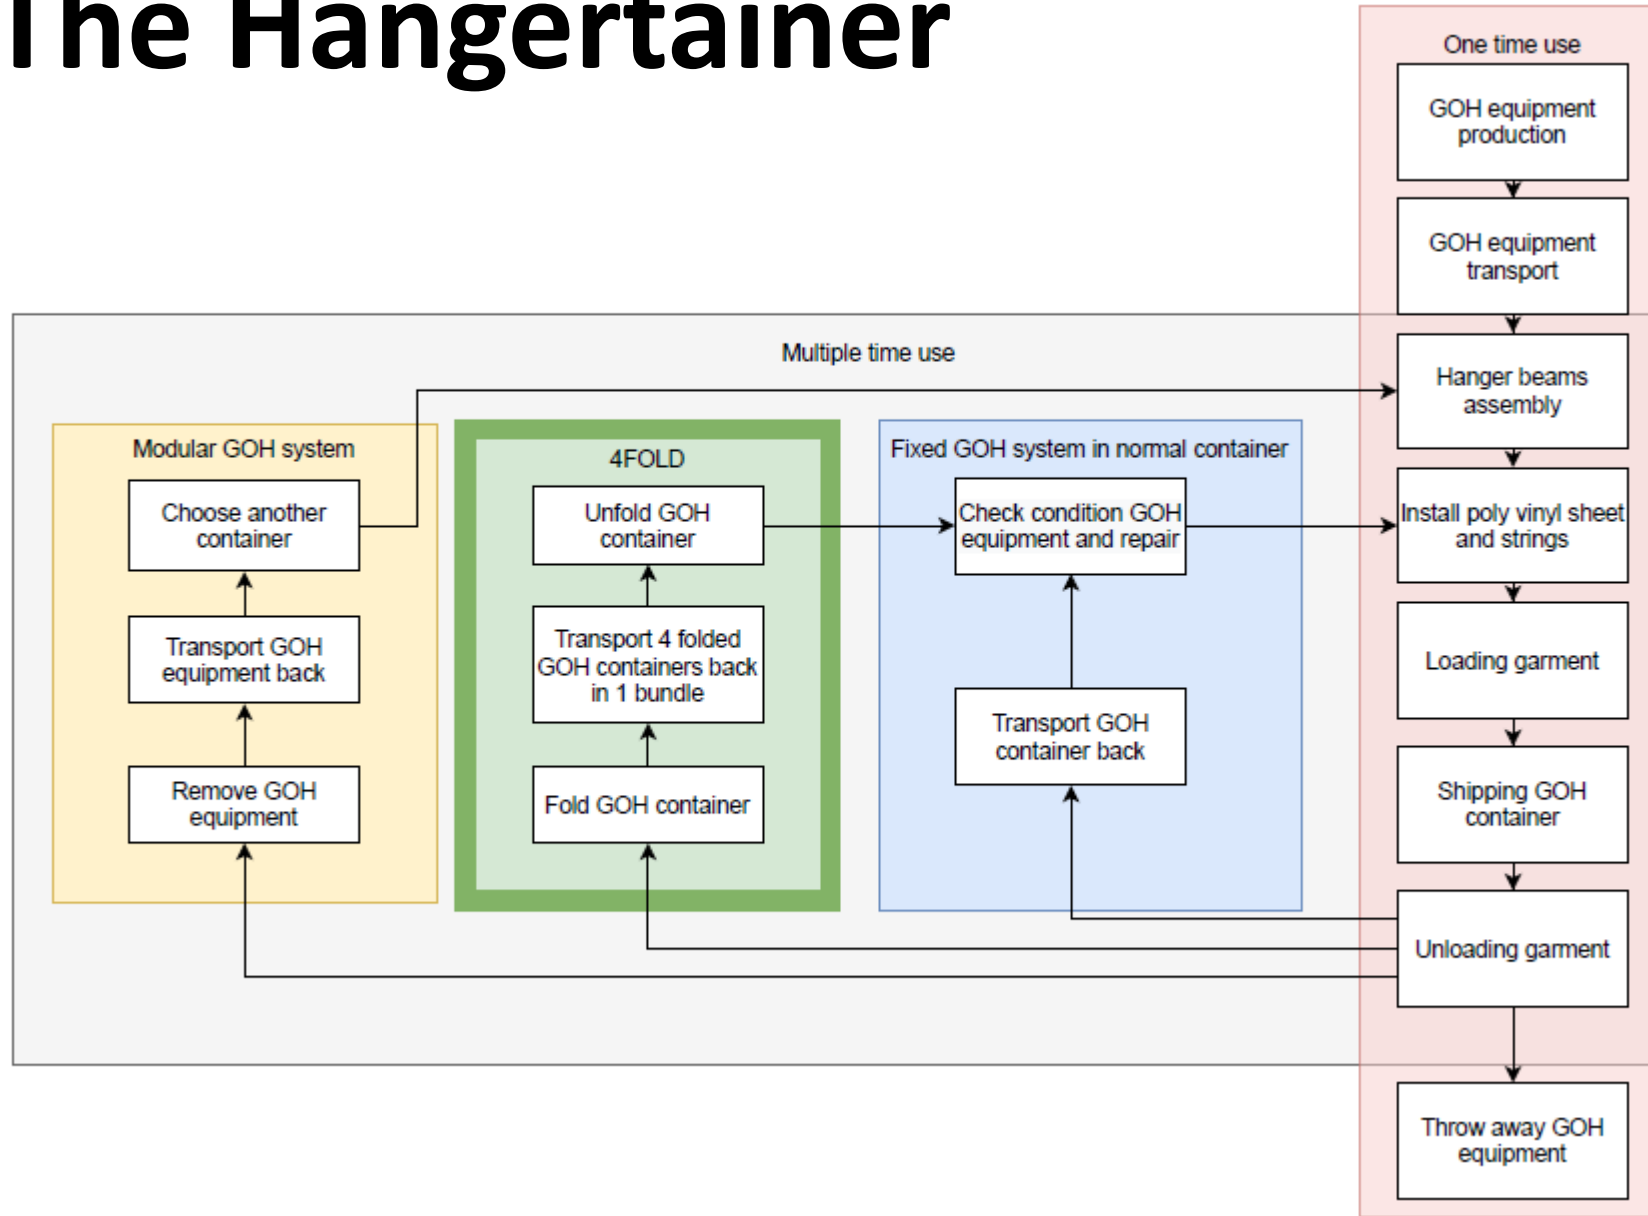 The Hangertainer
One time use
GOH equipment
production
GOH equipment
transport
Multiple time use
Hanger beams
assembly
Modular GOH system
Choose another
container
Transport GOH
equipment back
Remove GOH
equipment
4FOLD
Unfold GOH
container
Transport 4 folded
GOH containers back
in 1 bundle
Fold GOH container
Fixed GOH system in normal container
Check condition GOH
equipment and repair
Transport GOH
container back
Install poly vinyl sheet
and strings
Loading garment
Shipping GOH
container
Unloading garment
Throw away GOH
equipment